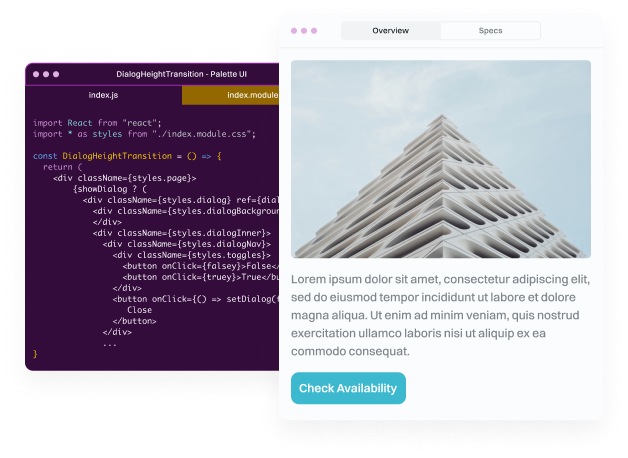 DialogHeightTransition - Palette UI
index.js
index.module
import React from "react";
import * as styles from "./index.module.css";
const DialogHeightTransition = () => {
return (
<div className={styles.page}>
{showDialog ? (
<div className={styles.dialog} ref={dial
<div className={styles.dialogBackgroun
</div>
<div className={styles.dialogInner}>
<div className={styles.dialogNav}>
<div className={styles.toggles}>
<button onClick={falsey}>False</
<button onClick={truey}>True</bu
</div>
<button onClick={() => setDialog(f
Close
</button>
</div>
...
}
Overview
Specs
Lorem ipsum dolor sit amet, consectetur adipiscing elit,
sed do eiusmod tempor incididunt ut labore et dolore
magna aliqua. Ut enim ad minim veniam, quis nostrud
exercitation ullamco laboris nisi ut aliquip ex ea
commodo consequat.
Check Availability